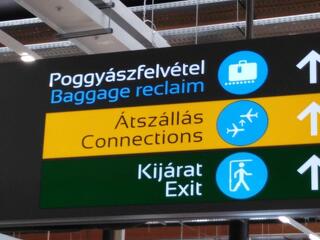 Poggyászfelvétel
Baggage reclaim
Átszállás
Connections
Kijárat
Exit